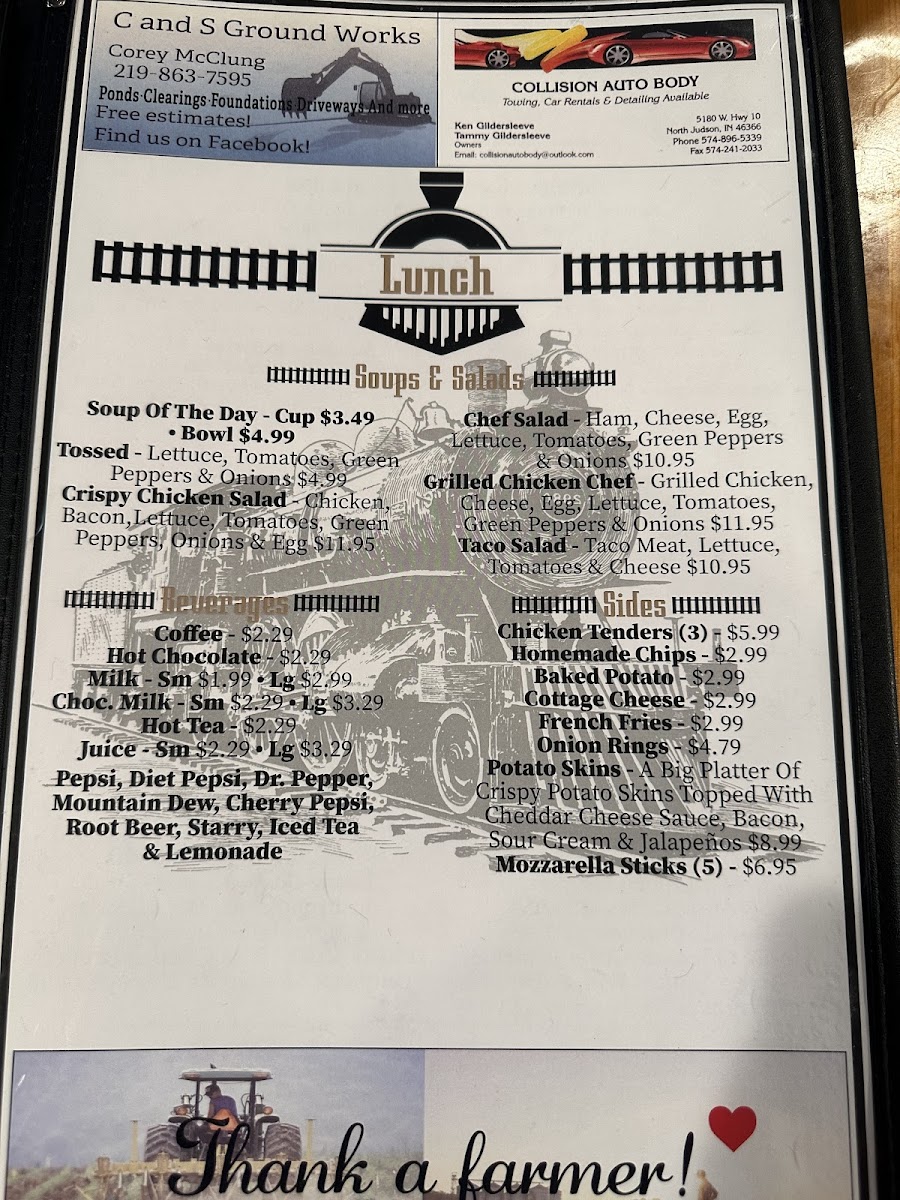 C and S Ground Works
Corey McClung
219-863-7595
Ponds·Clearings·Foundations·Driveways·And more
Free estimates!
Find us on Facebook!
COLLISION AUTO BODY
Towing, Car Rentals & Detailing Available
Ken Gildersleeve
Tammy Gildersleeve
Owners
Email: collisionautobody@outlook.com
5180 W. Hwy 10
North Judson, IN 46366
Phone 574-896-5339
Fax 574-241-2033
Lunch
Soups & Salads
Soup Of The Day - Cup $3.49
• Bowl $4.99
Tossed - Lettuce, Tomatoes, Green
Peppers & Onions $4.99
Crispy Chicken Salad - Chicken,
Bacon,Lettuce, Tomatoes, Green
Peppers, Onions & Egg $11.95
Chef Salad - Ham, Cheese, Egg,
Lettuce, Tomatoes, Green Peppers
& Onions $10.95
Grilled Chicken Chef - Grilled Chicken,
Cheese, Egg, Lettuce, Tomatoes,
Green Peppers & Onions $11.95
Taco Salad - Taco Meat, Lettuce,
Tomatoes & Cheese $10.95
Beverages
Coffee - $2.29
Hot Chocolate - $2.29
Milk - Sm $1.99 • Lg $2.99
Choc. Milk - Sm $2.29 • Lg $3.29
Hot Tea - $2.29
Juice - Sm $2.29 • Lg $3.29
Pepsi, Diet Pepsi, Dr. Pepper,
Mountain Dew, Cherry Pepsi,
Root Beer, Starry, Iced Tea
& Lemonade
Sides
Chicken Tenders (3) - $5.99
Homemade Chips - $2.99
Baked Potato - $2.99
Cottage Cheese - $2.99
French Fries - $2.99
Onion Rings - $4.79
Potato Skins - A Big Platter Of
Crispy Potato Skins Topped With
Cheddar Cheese Sauce, Bacon,
Sour Cream & Jalapeños $8.99
Mozzarella Sticks (5) - $6.95
Thank a farmer!